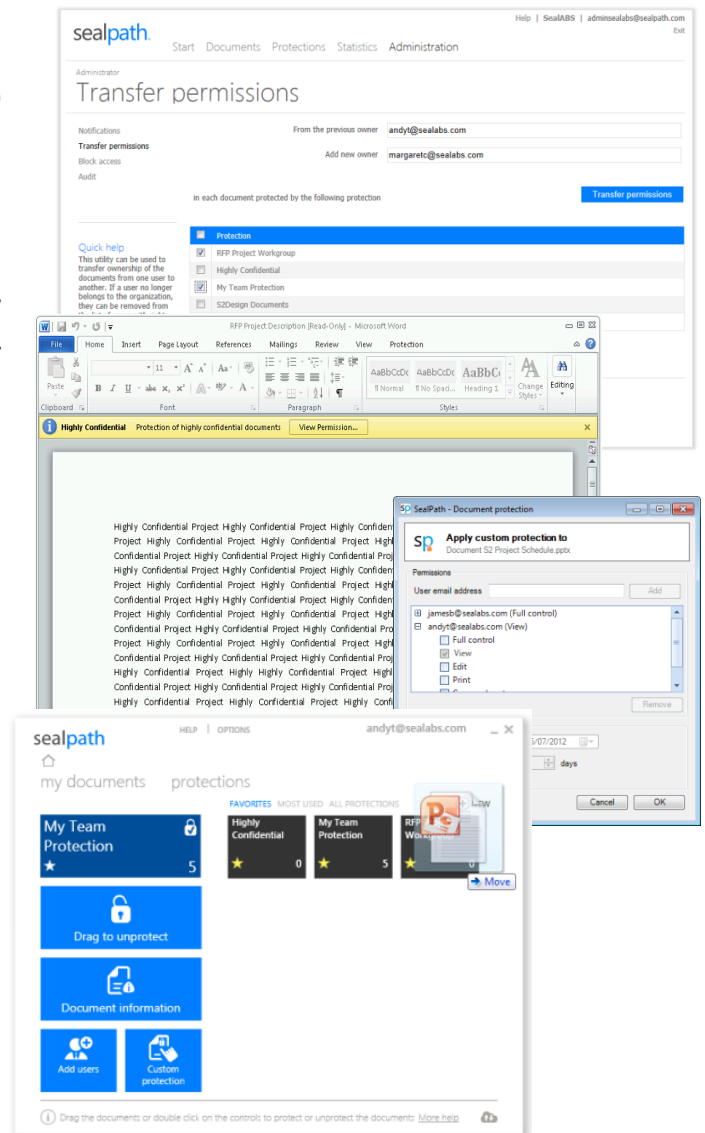 Help | SealABS | adminsealabs@sealpath.com
Exit
sealpath.
Start Documents Protections Statistics Administration
Administrator
Transfer permissions
Notifications
Transfer permissions
Block access
Audit
From the previous owner andyt@sealabs.com
Add new owner margaretc@sealabs.com
in each document protected by the following protection
Transfer permissions
Quick help
This utility can be used to
transfer ownership of the
documents from one user to
another. If a user no longer
belongs to the organization,
they can be removed from
Protection
RFP Project Workgroup
Highly Confidential
My Team Protection
S2Design Documents
RFP Project Description [Read-Only] - Microsoft Word
File Home Insert Page Layout References Mailings Review View Protection
Paste
11
B I U abc x, x²
Aa
AaBbCcDc AaBbCcDc AaBbC
¶ Normal ¶ No Spaci... Heading 1
Change
Styles
Editing
Clipboard Font Paragraph Styles
Highly Confidential Protection of highly confidential documents View Permission...
Highly Confidential Project Highly Confidential Project Highly
Project Highly Confidential Project Highly Confidential Project
Confidential Project Highly Confidential Project Highly Confidential
Highly Confidential Project Highly Confidential Project Highly
Project Highly Confidential Project Highly Confidential Project
Confidential Project Highly Highly Confidential Project Highly
Project Highly Confidential Project Highly Confidential Project
Confidential Project Highly Confidential Project Highly Confidential
Project Highly Confidential Project Highly Confidential Project
Confidential Project Highly Confidential Project Highly Confidential
Highly Confidential Project Highly Highly Confidential Project
Confidential Project Highly Confidential Project Highly Confidential
Highly Confidential Project Highly Confidential Project Highly
SealPath - Document protection
sp Apply custom protection to
Document S2 Project Schedule.pptx
Permissions
User email address Add
jamesb@sealabs.com (Full control)
andyt@sealabs.com (View)
Full control
View
Edit
Print
Remove
/07/2012
days
Cancel OK
sealpath
HELP | OPTIONS
andyt@sealabs.com
my documents protections
FAVORITES MOST USED ALL PROTECTIONS
My Team
Protection
5
Highly
Confidential
0
My Team
Protection
5
RFP
0
Move
Drag to unprotect
Document information
Add users
Custom
protection
Drag the documents or double click on the controls to protect or unprotect the documents More help